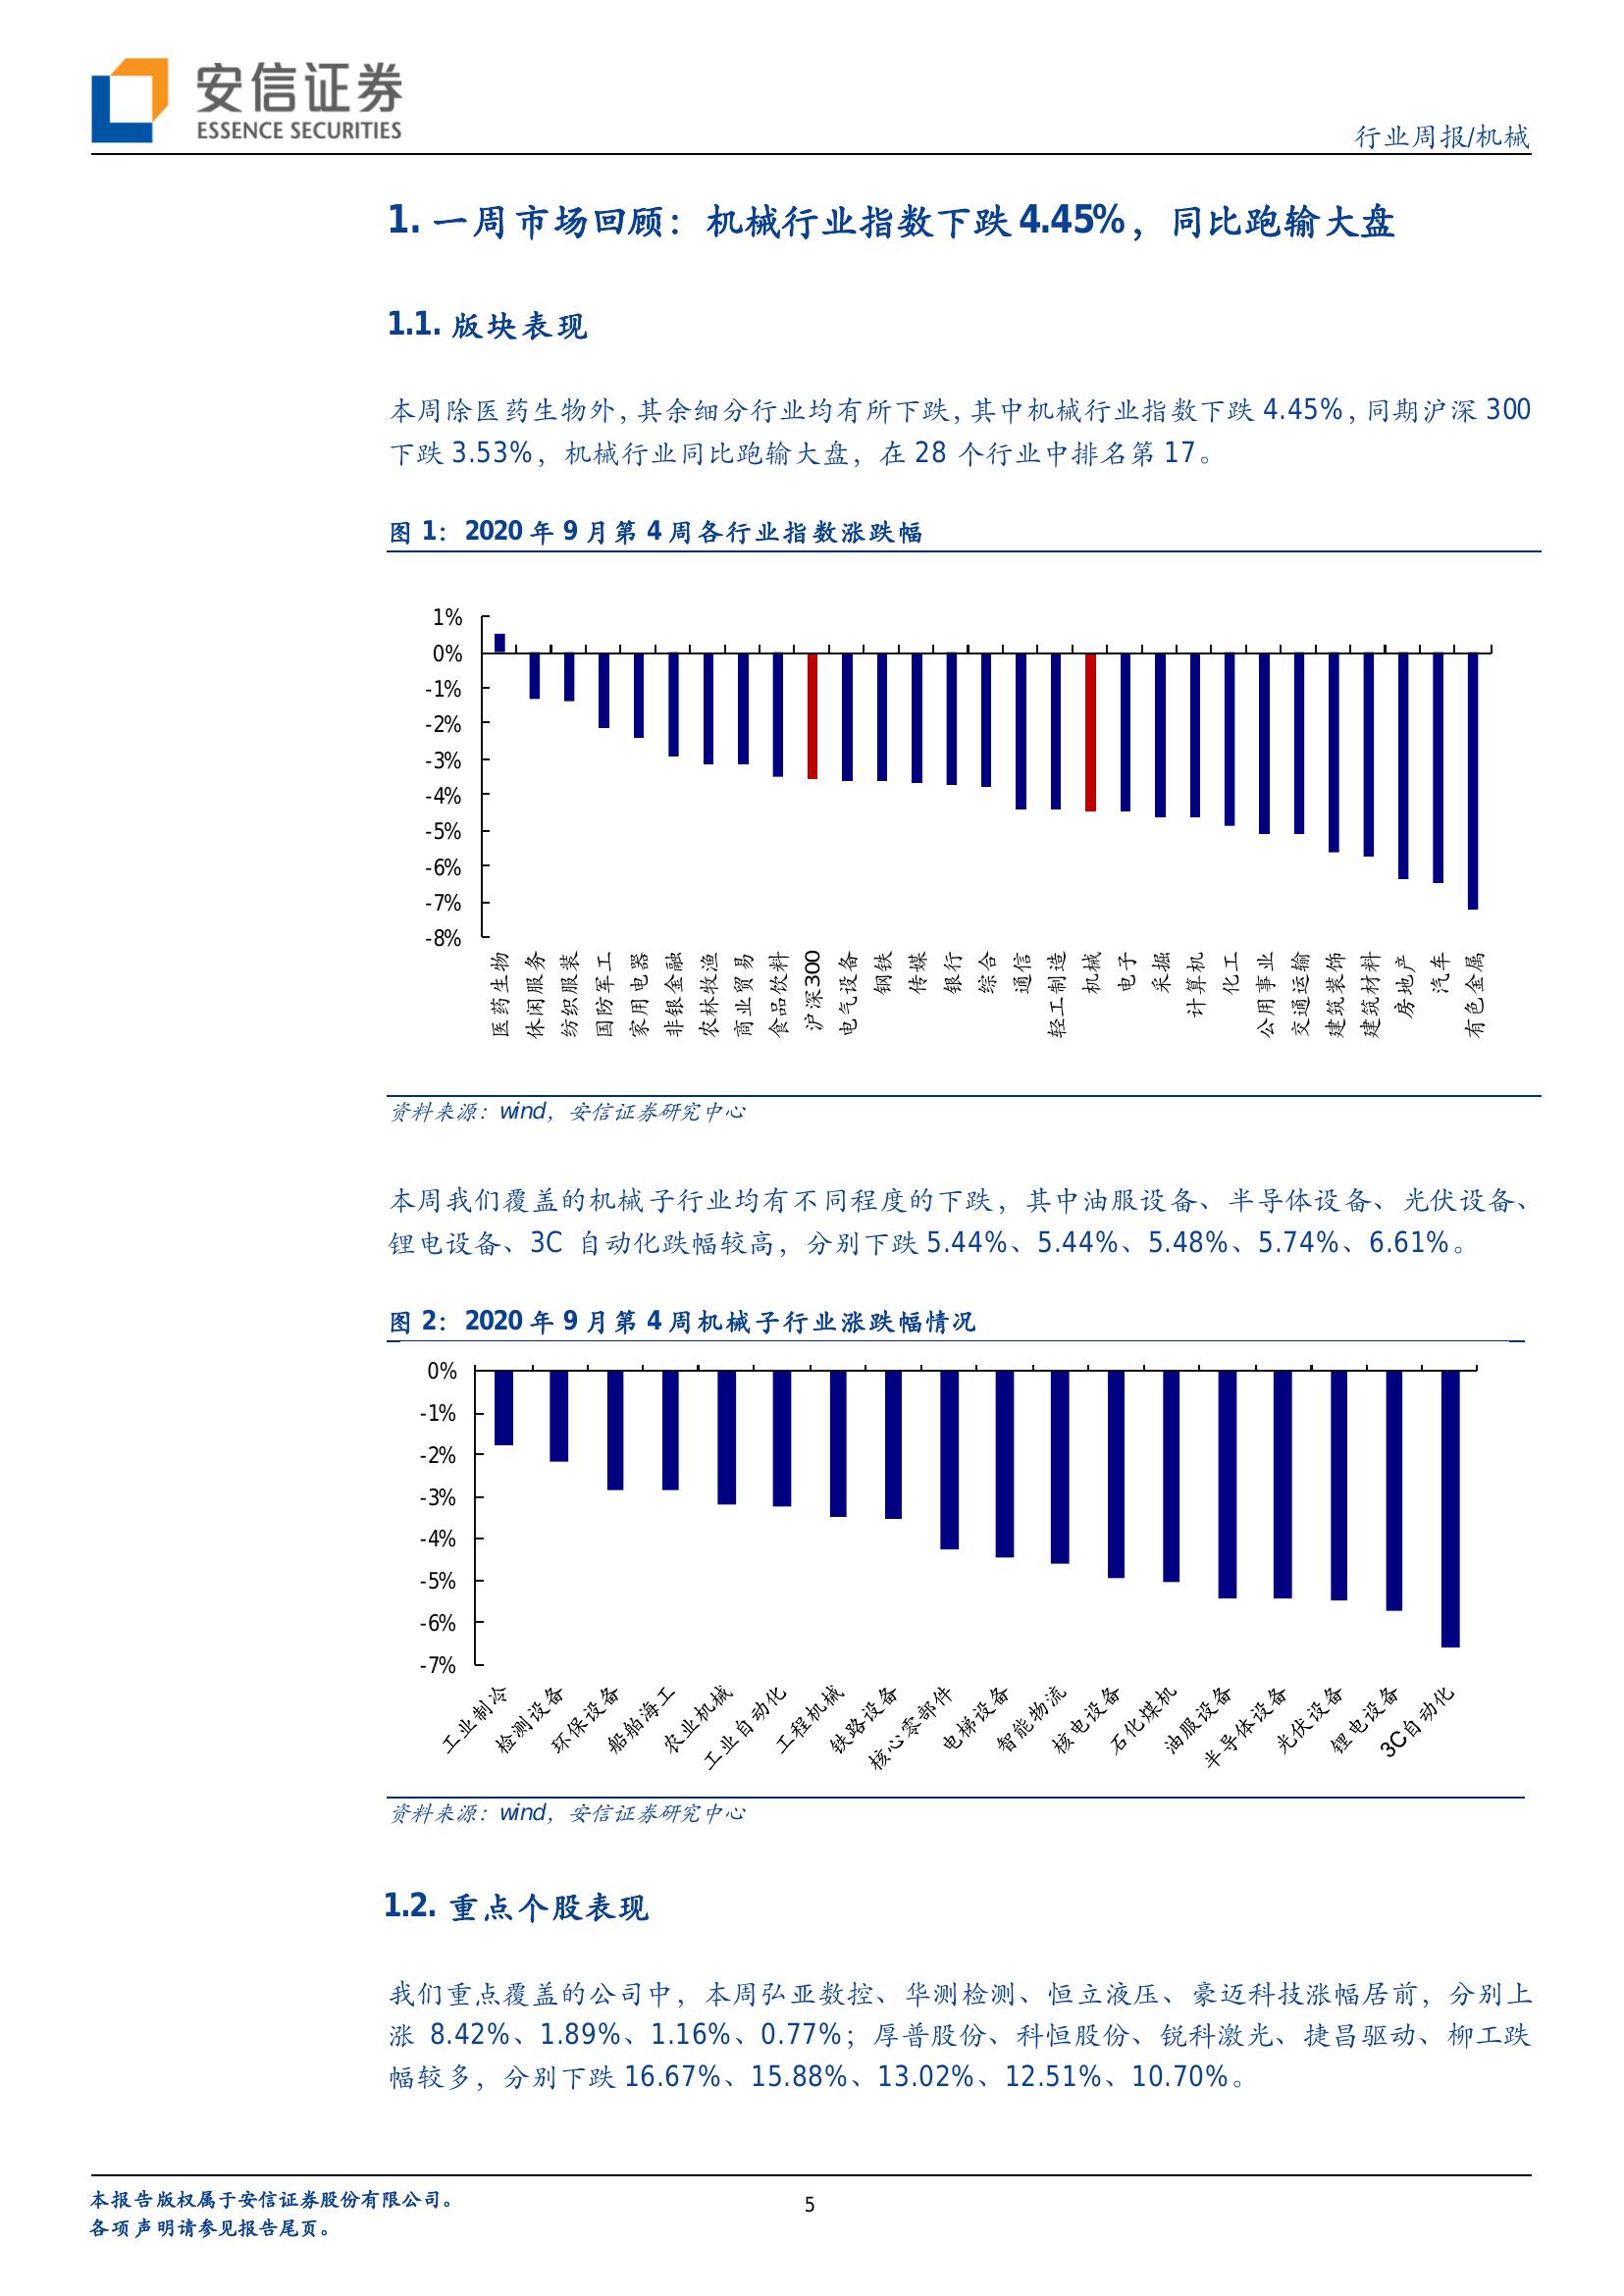 安信证券
ESSENCE SECURITIES
行业周报/机械
1. 一周市场回顾：机械行业指数下跌 4.45%，同比跑输大盘
1.1. 版块表现
本周除医药生物外，其余细分行业均有所下跌，其中机械行业指数下跌 4.45%，同期沪深 300
下跌 3.53%，机械行业同比跑输大盘，在 28 个行业中排名第 17。
图 1：2020 年 9 月第 4 周各行业指数涨跌幅
1%
0%
-1%
-2%
-3%
-4%
-5%
-6%
-7%
-8%
医药生物
休闲服务
纺织服装
国防军工
家用电器
非银金融
农林牧渔
商业贸易
食品饮料
沪深300
电气设备
钢铁
传媒
银行
综合
通信
轻工制造
机械
电子
采掘
计算机
化工
公用事业
交通运输
建筑装饰
建筑材料
房地产
汽车
有色金属
资料来源：wind，安信证券研究中心
本周我们覆盖的机械子行业均有不同程度的下跌，其中油服设备、半导体设备、光伏设备、
锂电设备、3C 自动化跌幅较高，分别下跌 5.44%、5.44%、5.48%、5.74%、6.61%。
图 2：2020 年 9 月第 4 周机械子行业涨跌幅情况
0%
-1%
-2%
-3%
-4%
-5%
-6%
-7%
工业制冷
检测设备
环保设备
船舶海工
农业机械
工业自动化
工程机械
铁路设备
核心零部件
电梯设备
智能物流
核电设备
石化煤机
油服设备
半导体设备
光伏设备
锂电设备
3C自动化
资料来源：wind，安信证券研究中心
1.2. 重点个股表现
我们重点覆盖的公司中，本周弘亚数控、华测检测、恒立液压、豪迈科技涨幅居前，分别上
涨 8.42%、1.89%、1.16%、0.77%；厚普股份、科恒股份、锐科激光、捷昌驱动、柳工跌
幅较多，分别下跌 16.67%、15.88%、13.02%、12.51%、10.70%。
本报告版权属于安信证券股份有限公司。
各项声明请参见报告尾页。
5